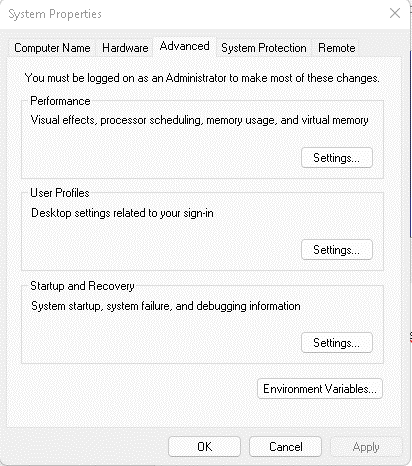 System Properties
Computer Name Hardware Advanced System Protection Remote
You must be logged on as an Administrator to make most of these changes.
Performance
Visual effects, processor scheduling, memory usage, and virtual memory
Settings...
User Profiles
Desktop settings related to your sign-in
Settings...
Startup and Recovery
System startup, system failure, and debugging information
Settings...
Environment Variables...
OK Cancel Apply